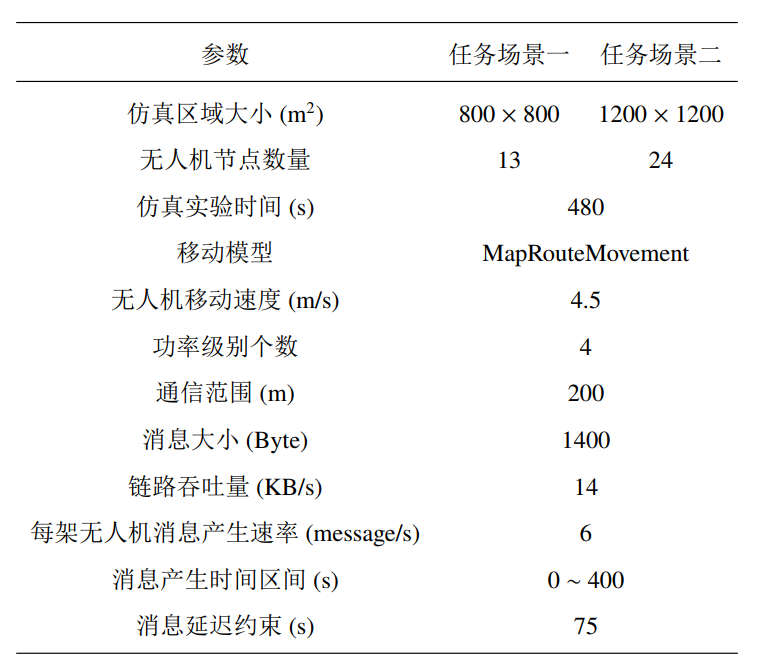 参数 任务场景一 任务场景二
仿真区域大小 (m²) 800 × 800 1200 × 1200
无人机节点数量 13 24
仿真实验时间 (s) 480
移动模型 MapRouteMovement
无人机移动速度 (m/s) 4.5
功率级别个数 4
通信范围 (m) 200
消息大小 (Byte) 1400
链路吞吐量 (KB/s) 14
每架无人机消息产生速率 (message/s) 6
消息产生时间区间 (s) 0 ~ 400
消息延迟约束 (s) 75